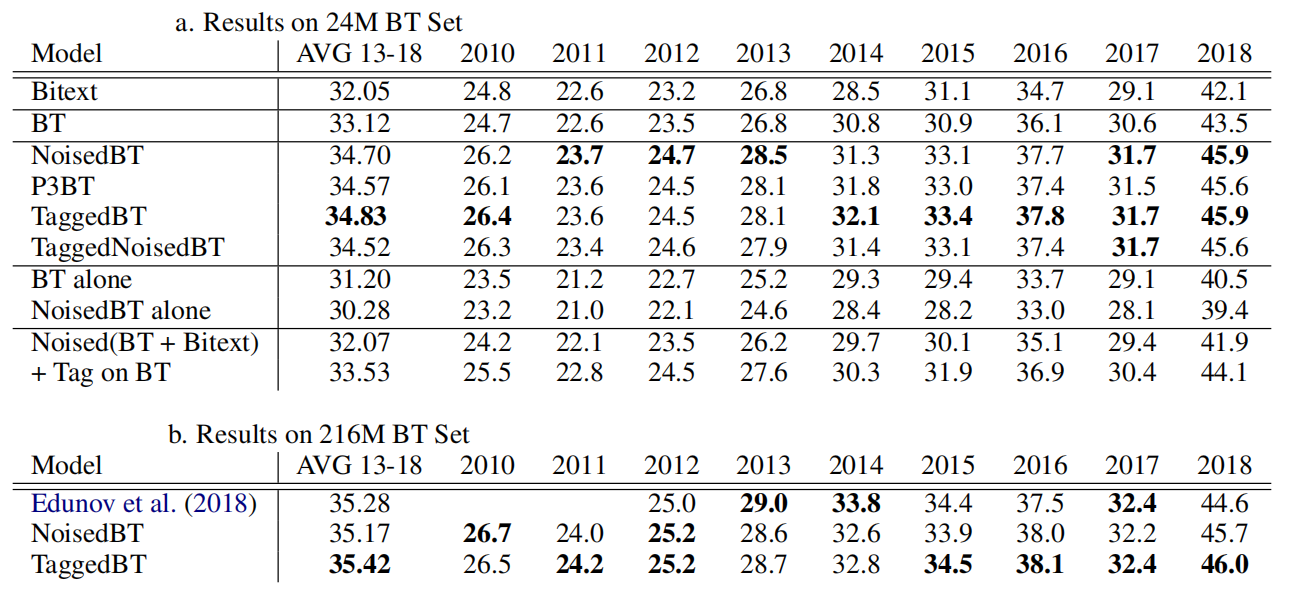 a. Results on 24M BT Set
Model AVG 13-18 2010 2011 2012 2013 2014 2015 2016 2017 2018
Bitext 32.05 24.8 22.6 23.2 26.8 28.5 31.1 34.7 29.1 42.1
BT 33.12 24.7 22.6 23.5 26.8 30.8 30.9 36.1 30.6 43.5
NoisedBT 34.70 26.2 23.7 24.7 28.5 31.3 33.1 37.7 31.7 45.9
P3BT 34.57 26.1 23.6 24.5 28.1 31.8 33.0 37.4 31.5 45.6
TaggedBT 34.83 26.4 23.6 24.5 28.1 32.1 33.4 37.8 31.7 45.9
TaggedNoisedBT 34.52 26.3 23.4 24.6 27.9 31.4 33.1 37.4 31.7 45.6
BT alone 31.20 23.5 21.2 22.7 25.2 29.3 29.4 33.7 29.1 40.5
NoisedBT alone 30.28 23.2 21.0 22.1 24.6 28.4 28.2 33.0 28.1 39.4
Noised(BT + Bitext) 32.07 24.2 22.1 23.5 26.2 29.7 30.1 35.1 29.4 41.9
+ Tag on BT 33.53 25.5 22.8 24.5 27.6 30.3 31.9 36.9 30.4 44.1
b. Results on 216M BT Set
Model AVG 13-18 2010 2011 2012 2013 2014 2015 2016 2017 2018
Edunov et al. (2018) 35.28 25.0 29.0 33.8 34.4 37.5 32.4 44.6
NoisedBT 35.17 26.7 24.0 25.2 28.6 32.6 33.9 38.0 32.2 45.7
TaggedBT 35.42 26.5 24.2 25.2 28.7 32.8 34.5 38.1 32.4 46.0